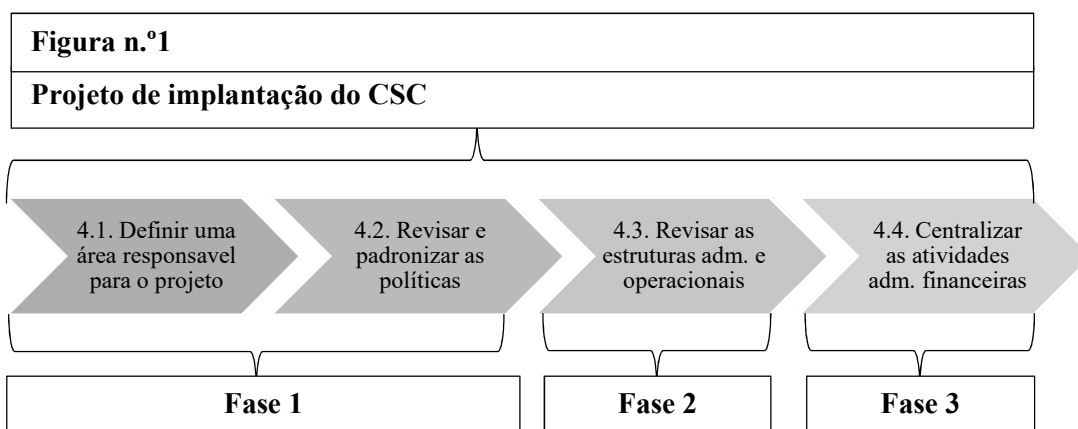 Figura n.º1
Projeto de implantação do CSC
4.1. Definir uma
área responsavel
para o projeto
4.2. Revisar e
padronizar as
políticas
4.3. Revisar as
estruturas adm. e
operacionais
4.4. Centralizar
as atividades
adm. financeiras
Fase 1
Fase 2
Fase 3